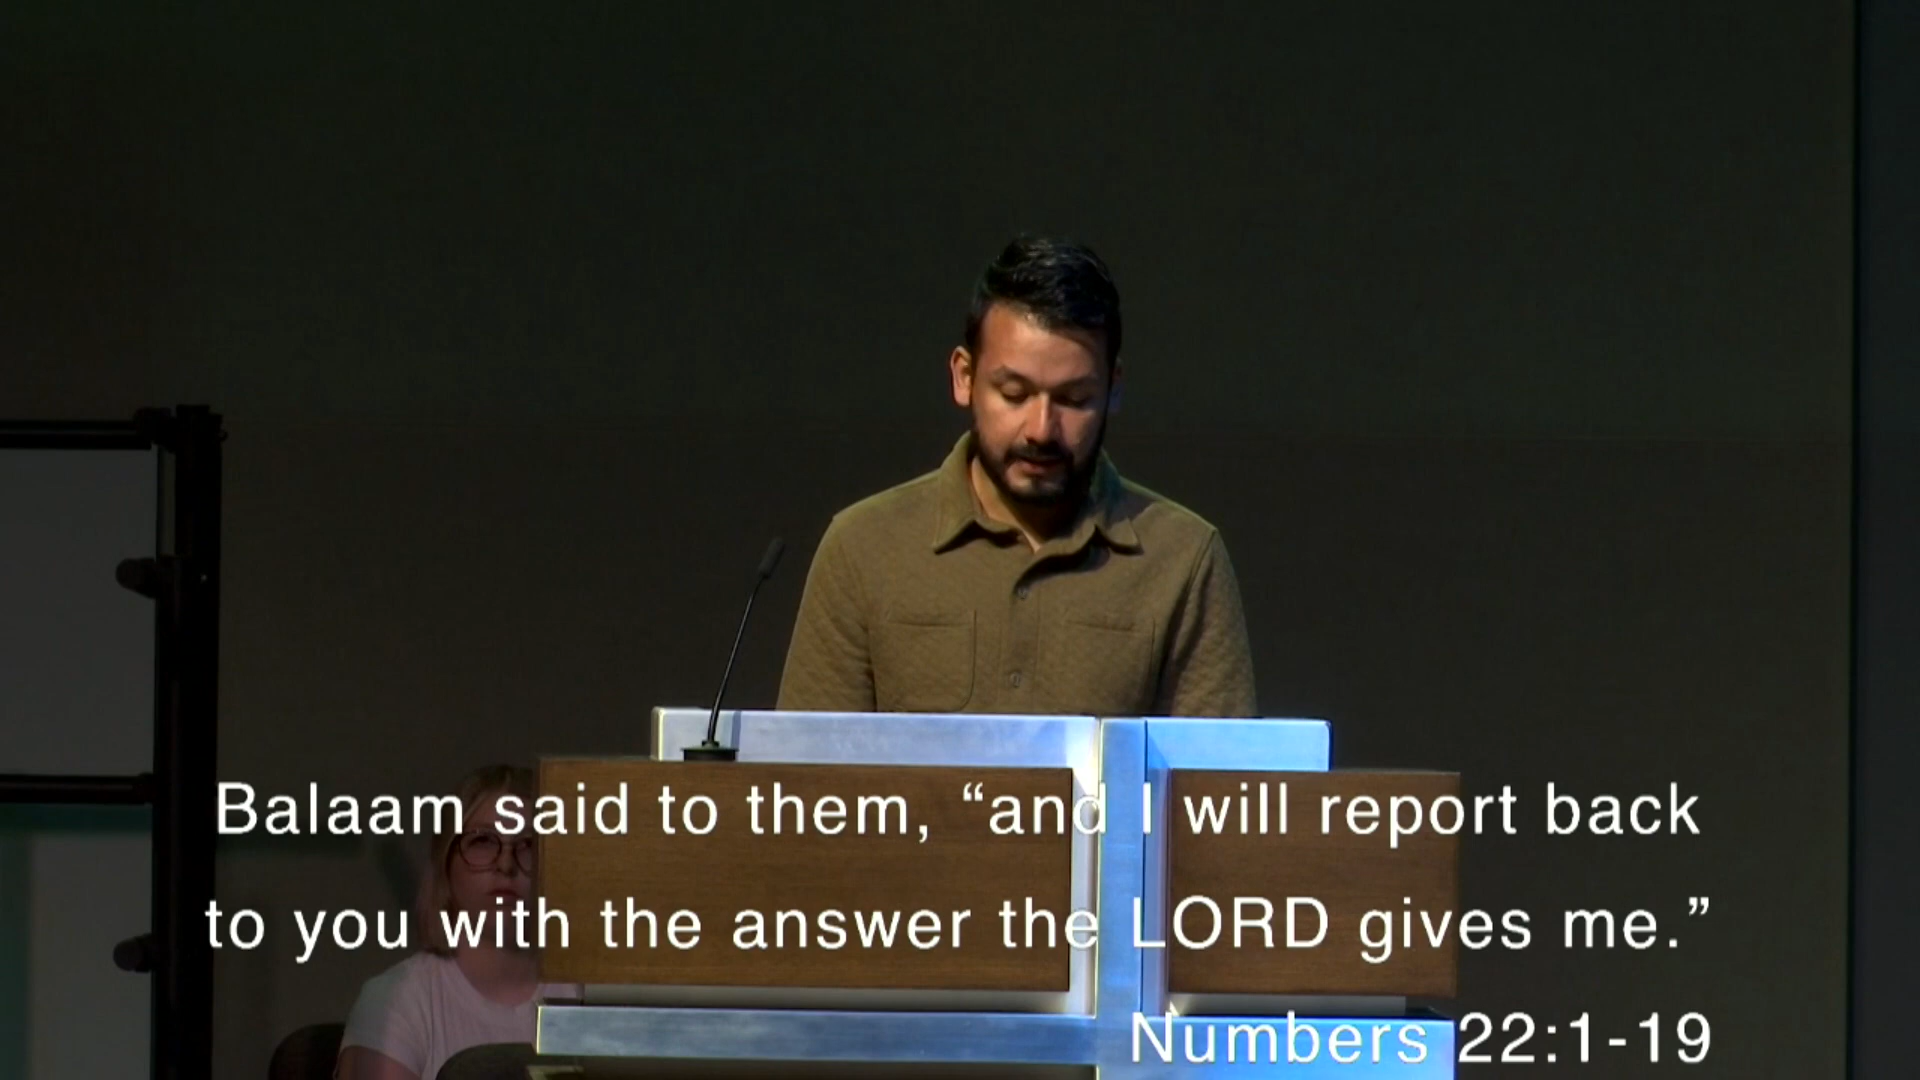 Balaam said to them, “and I will report back
to you with the answer the LORD gives me.”
Numbers 22:1-19